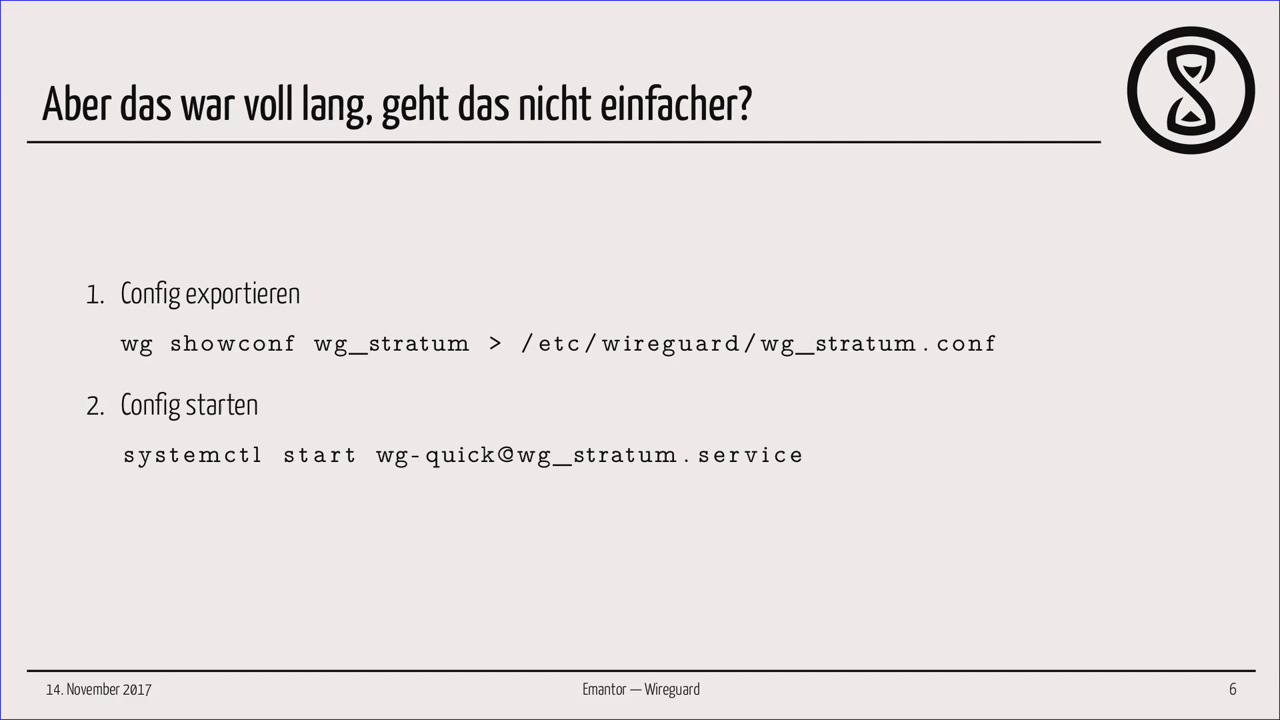 Aber das war voll lang, geht das nicht einfacher?
1. Config exportieren
wg showconf wg_stratum > /etc/wireguard/wg_stratum.conf
2. Config starten
systemctl start wg-quick@wg_stratum.service
14. November 2017
Emantor — Wireguard
6